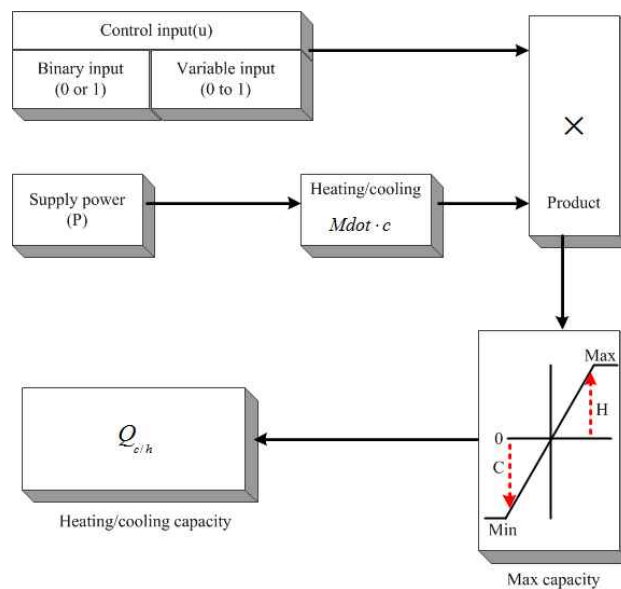 Control input(u)
Binary input
(0 or 1)
Variable input
(0 to 1)
×
Product
Supply power
(P)
Heating/cooling
Mdot · c
Max
H
0
C
Min
Max capacity
Q c/h
Heating/cooling capacity